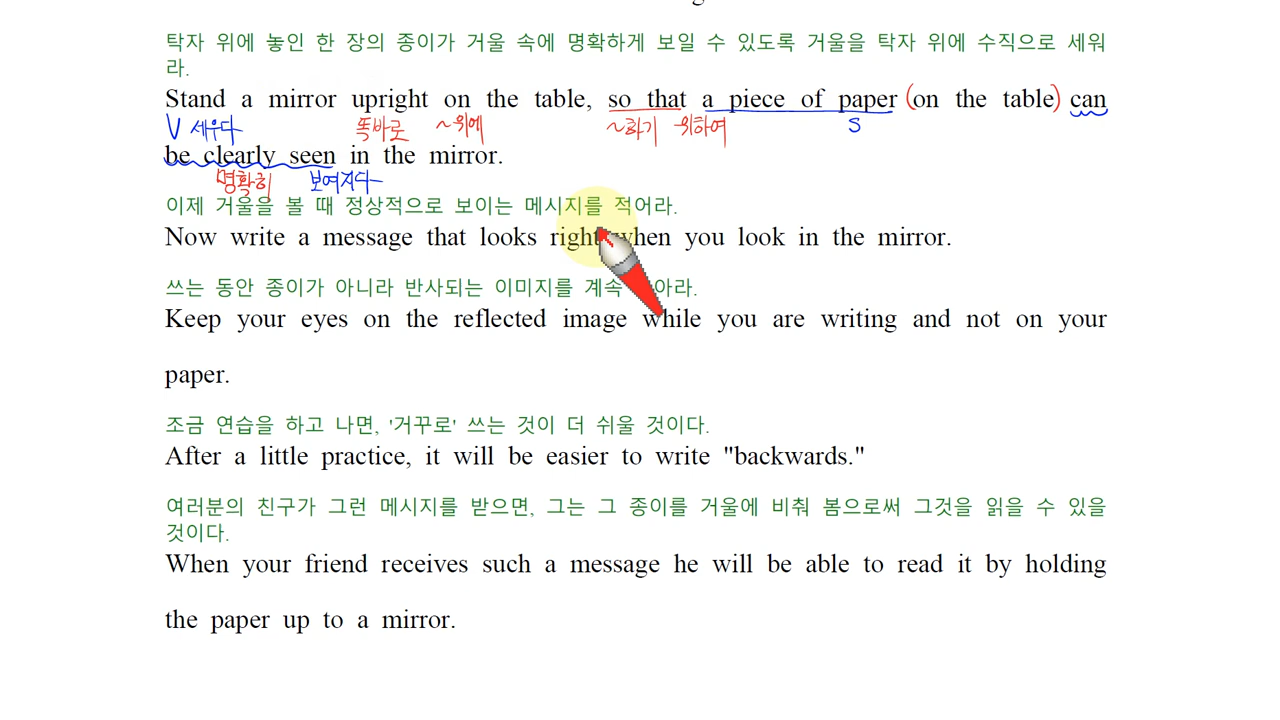 탁자 위에 놓인 한 장의 종이가 거울 속에 명확하게 보일 수 있도록 거울을 탁자 위에 수직으로 세워
라.
Stand a mirror upright on the table, so that a piece of paper (on the table) can
V 세우다 똑바로 ~위에 ~하기 위하여 S
be clearly seen in the mirror.
명확히 보여지다
이제 거울을 볼 때 정상적으로 보이는 메시지를 적어라.
Now write a message that looks right when you look in the mirror.
쓰는 동안 종이가 아니라 반사되는 이미지를 계속 아라.
Keep your eyes on the reflected image while you are writing and not on your
paper.
조금 연습을 하고 나면, '거꾸로' 쓰는 것이 더 쉬울 것이다.
After a little practice, it will be easier to write "backwards."
여러분의 친구가 그런 메시지를 받으면, 그는 그 종이를 거울에 비춰 봄으로써 그것을 읽을 수 있을
것이다.
When your friend receives such a message he will be able to read it by holding
the paper up to a mirror.